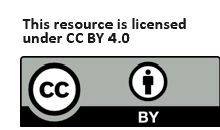 This resource is licensed
under CC BY 4.0
CC
BY